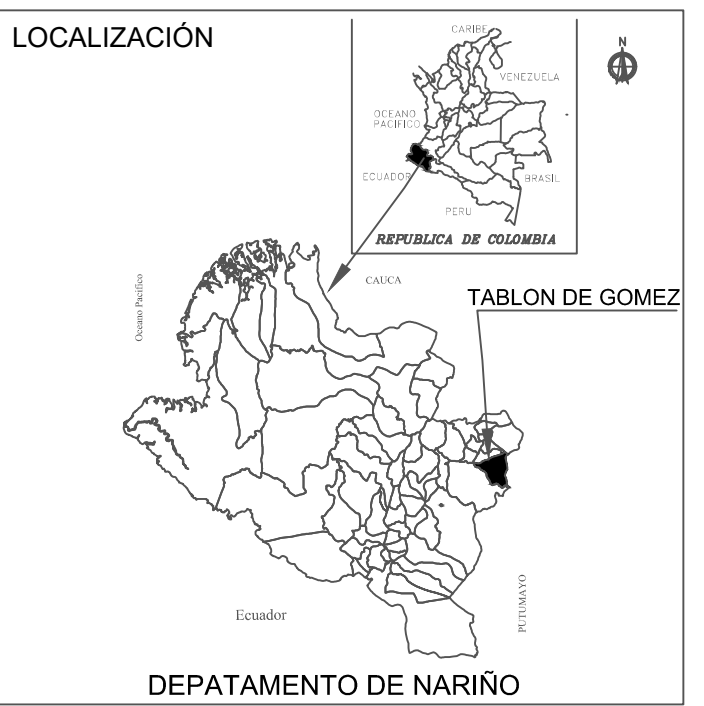 LOCALIZACIÓN
CARIBE
N
VENEZUELA
OCEANO
PACIFICO
ECUADOR
BRASIL
PERU
REPUBLICA DE COLOMBIA
Oceano Pacifico
CAUCA
TABLON DE GOMEZ
Ecuador
PUTUMAYO
DEPATAMENTO DE NARIÑO